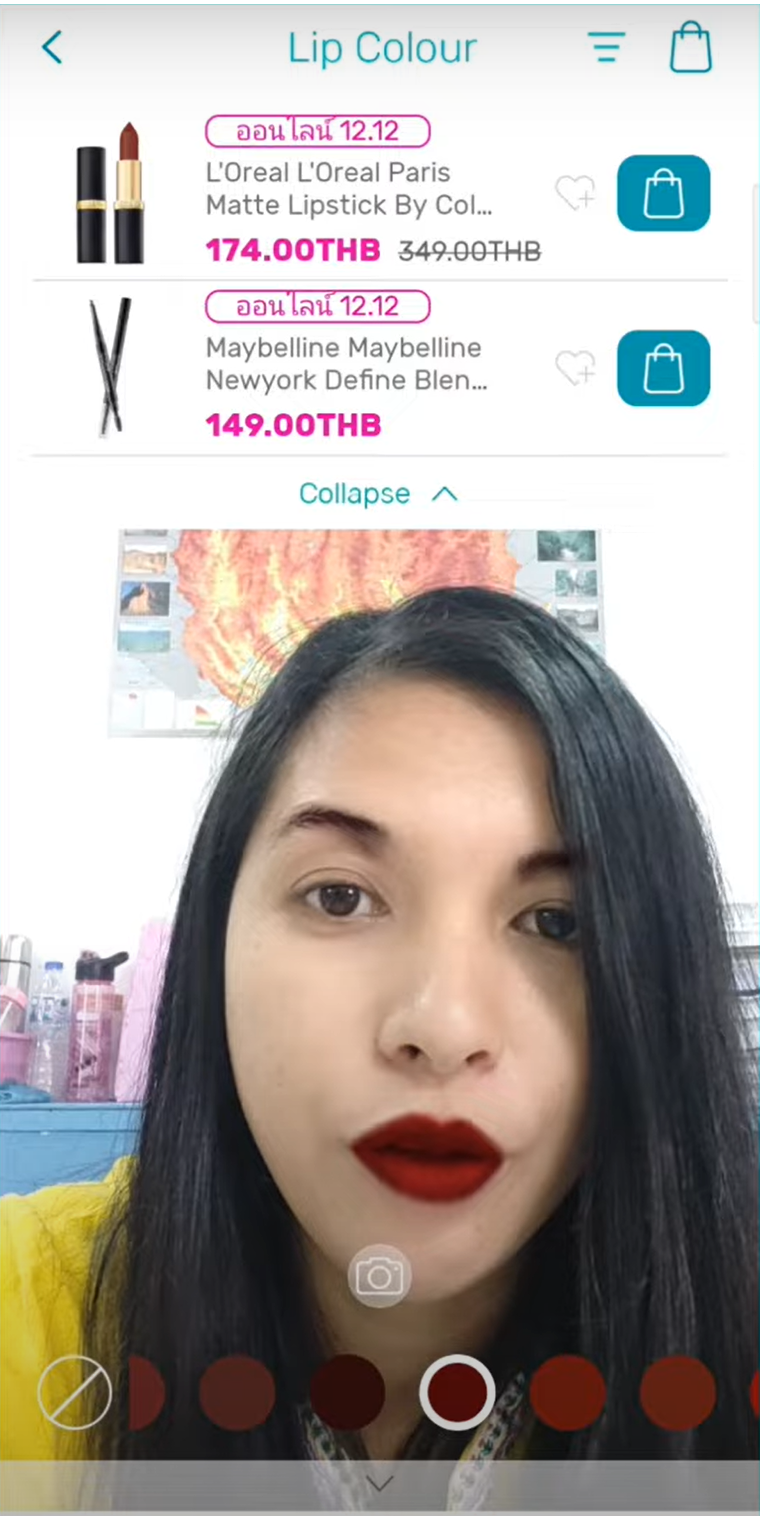 Lip Colour
ออนไลน์ 12.12
L'Oreal L'Oreal Paris
Matte Lipstick By Col...
174.00THB 349.00THB
ออนไลน์ 12.12
Maybelline Maybelline
Newyork Define Blen...
149.00THB
Collapse